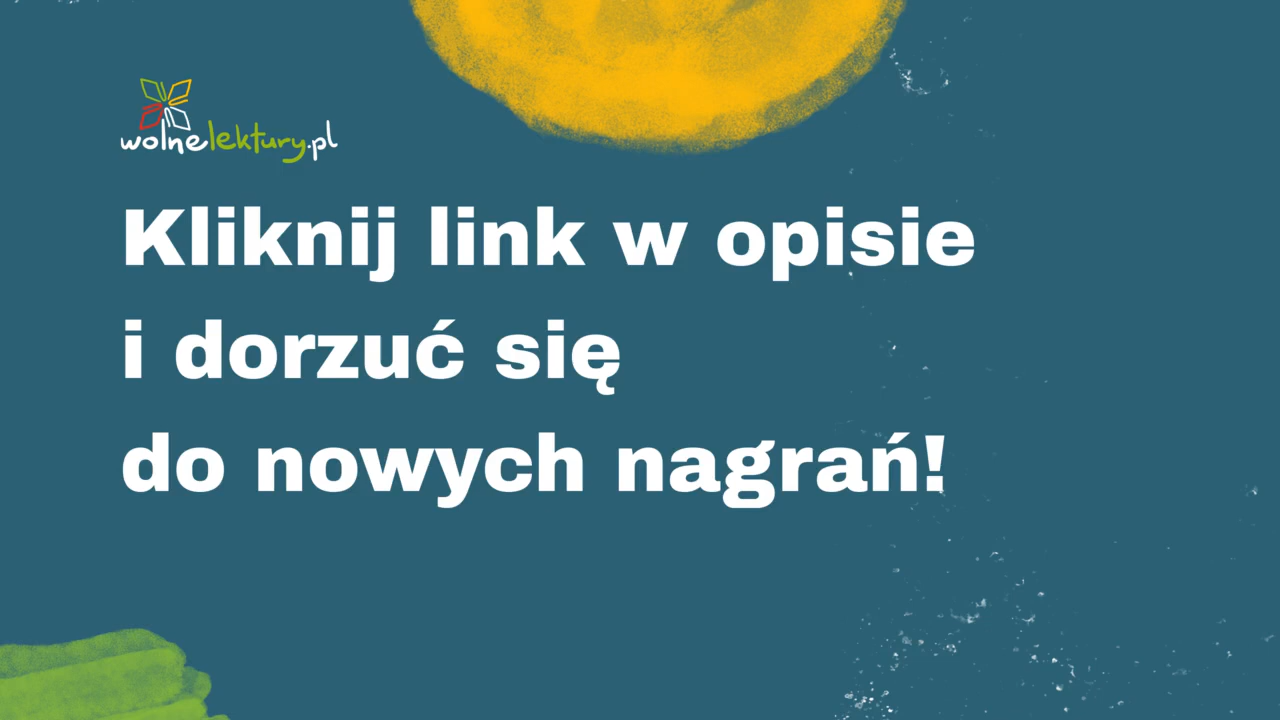 wolnelektury.pl
Kliknij link w opisie
i dorzuć się
do nowych nagrań!